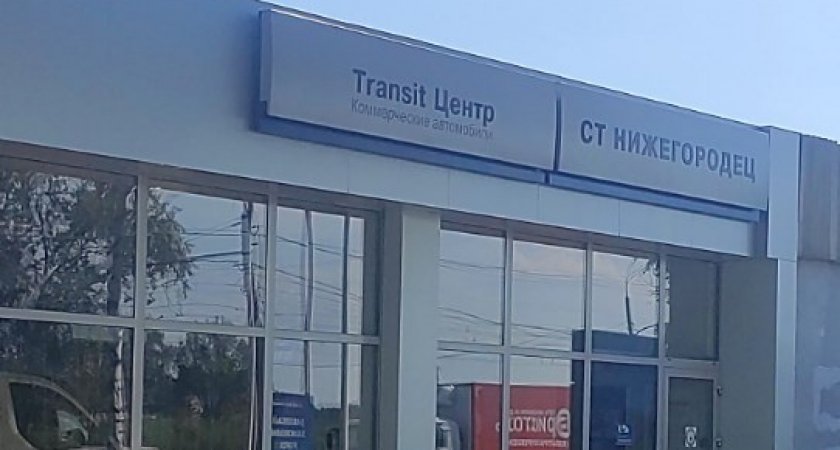 Transit Центр
Коммерческие автомобили
СТ НИЖЕГОРОДЕЦ